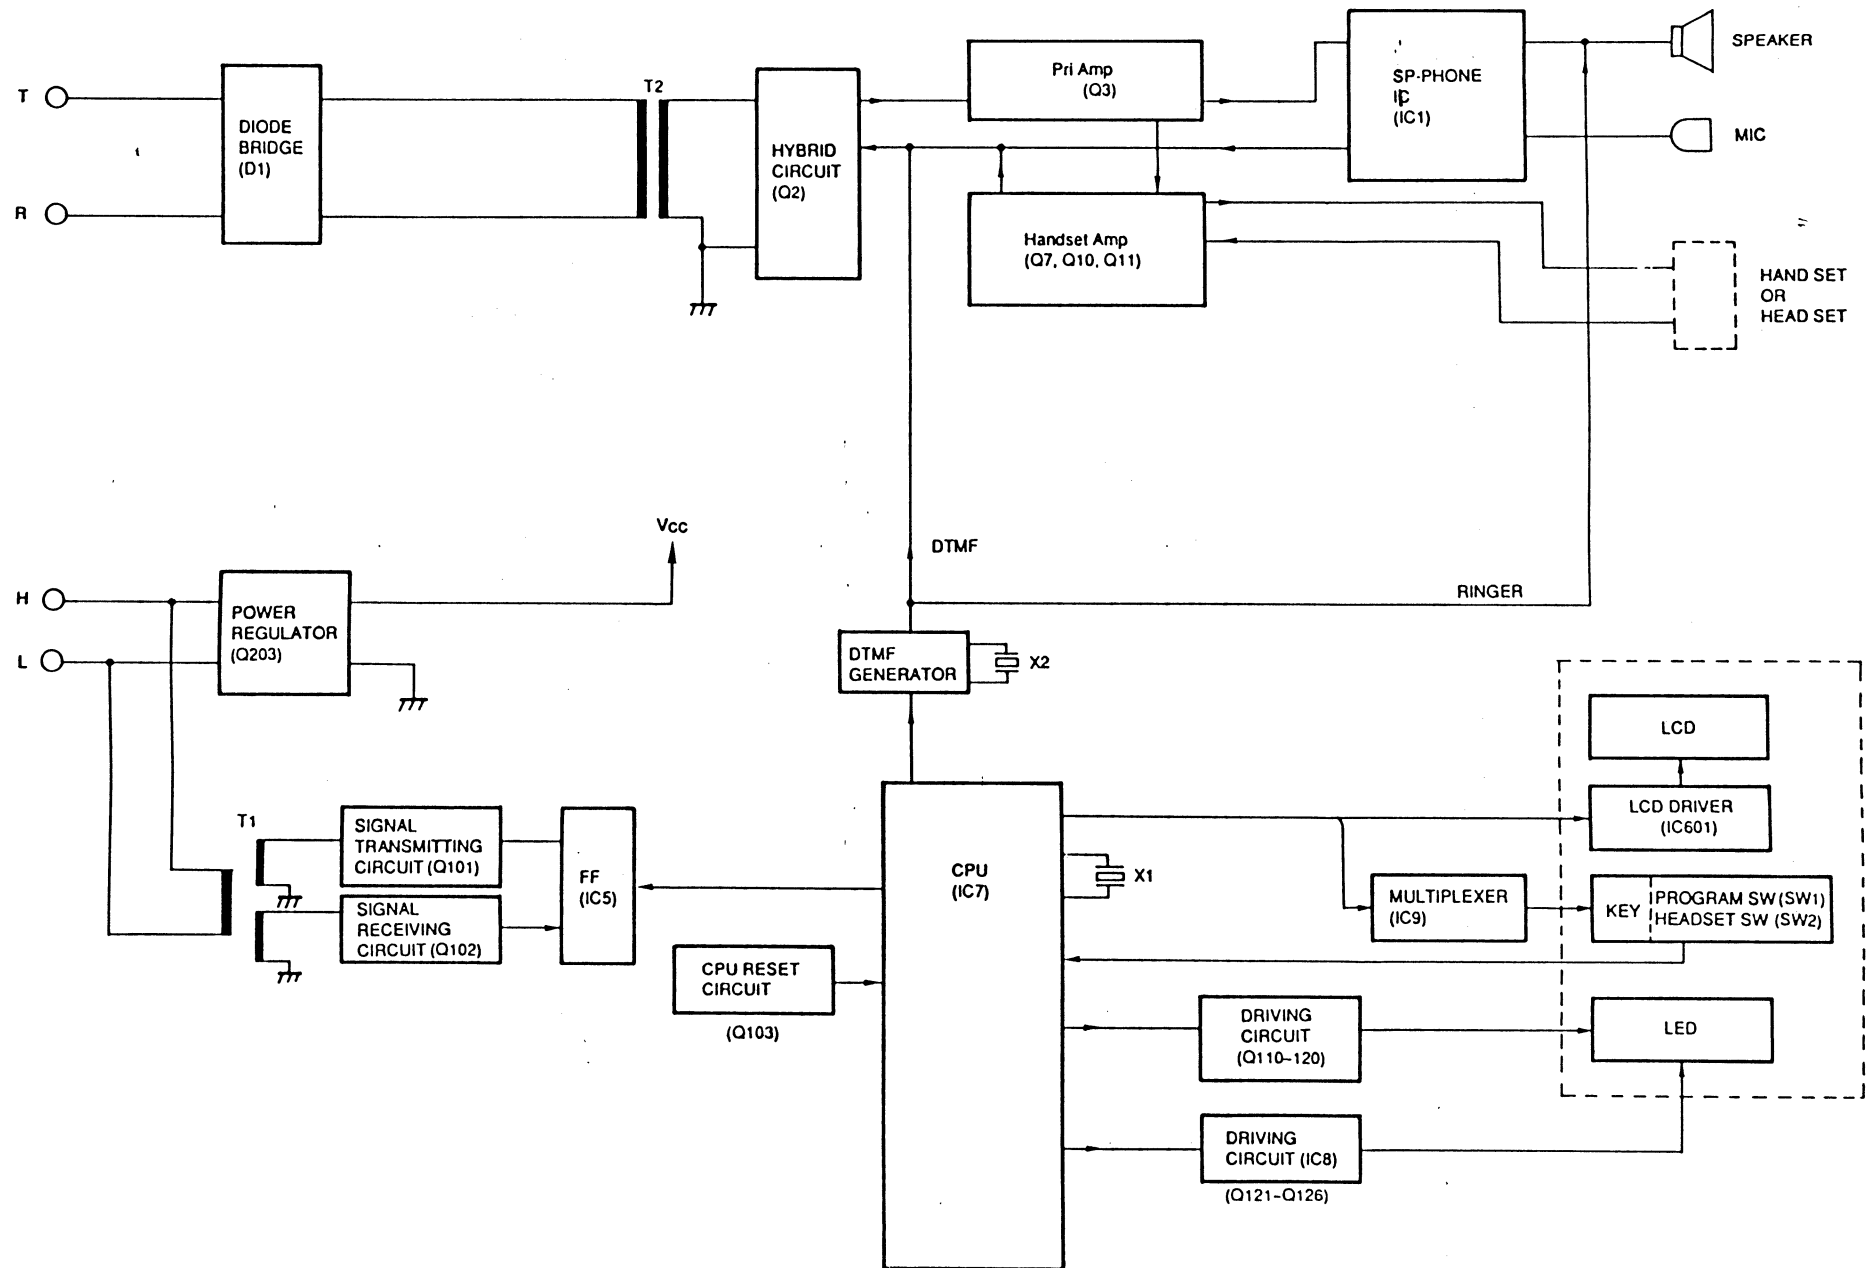 T
R
DIODE
BRIDGE
(D1)
T2
HYBRID
CIRCUIT
(Q2)
Pri Amp
(Q3)
SP-PHONE
IC
(IC1)
SPEAKER
MIC
Handset Amp
(Q7, Q10, Q11)
HAND SET
OR
HEAD SET
H
L
POWER
REGULATOR
(Q203)
Vcc
DTMF
RINGER
DTMF
GENERATOR
X2
T1
SIGNAL
TRANSMITTING
CIRCUIT (Q101)
SIGNAL
RECEIVING
CIRCUIT (Q102)
FF
(IC5)
CPU RESET
CIRCUIT
(Q103)
CPU
(IC7)
X1
LCD
LCD DRIVER
(IC601)
MULTIPLEXER
(IC9)
KEY
PROGRAM SW (SW1)
HEADSET SW (SW2)
DRIVING
CIRCUIT
(Q110-120)
LED
DRIVING
CIRCUIT (IC8)
(Q121-Q126)